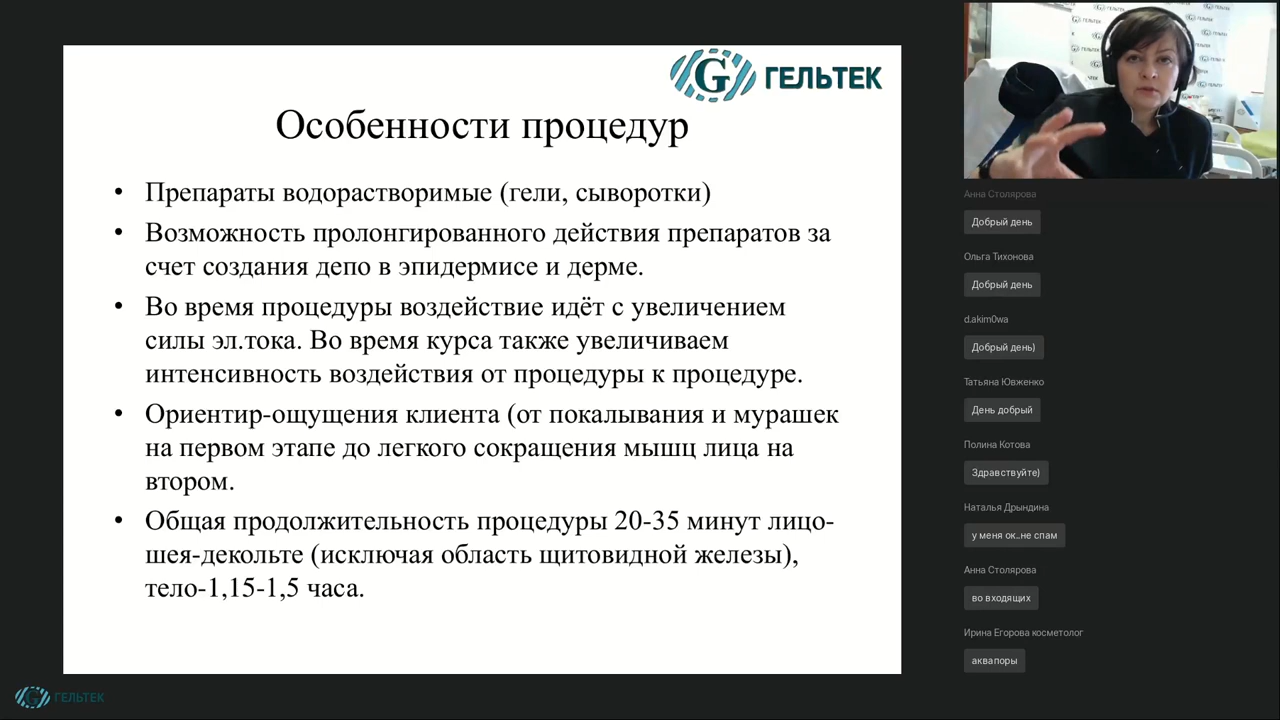 ГЕЛЬТЕК
Особенности процедур
• Препараты водорастворимые (гели, сыворотки)
• Возможность пролонгированного действия препаратов за
счет создания депо в эпидермисе и дерме.
• Во время процедуры воздействие идёт с увеличением
силы эл.тока. Во время курса также увеличиваем
интенсивность воздействия от процедуры к процедуре.
• Ориентир-ощущения клиента (от покалывания и мурашек
на первом этапе до легкого сокращения мышц лица на
втором.
• Общая продолжительность процедуры 20-35 минут лицо-
шея-декольте (исключая область щитовидной железы),
тело-1,15-1,5 часа.
ГЕЛЬТЕК
Анна Столярова
Добрый день
Ольга Тихонова
Добрый день
d.akim0wa
Добрый день)
Татьяна Ювженко
День добрый
Полина Котова
Здравствуйте)
Наталья Дрындина
у меня ок..не спам
Анна Столярова
во входящих
Ирина Егорова косметолог
аквапоры